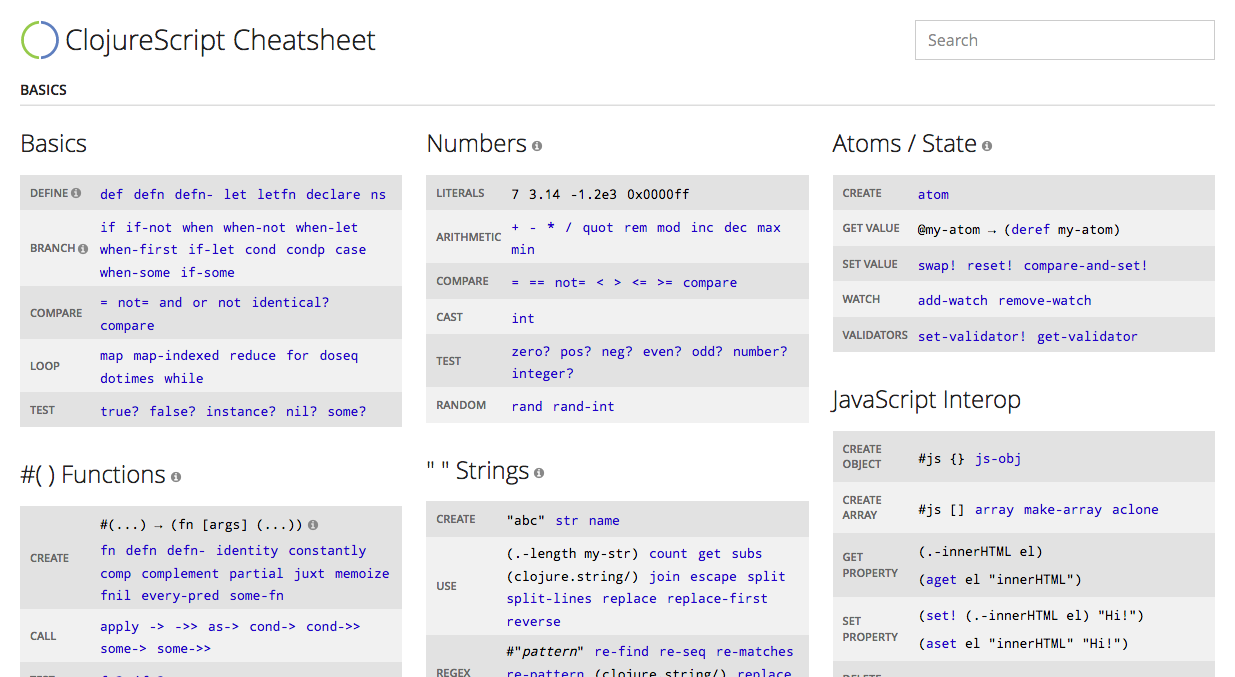 ClojureScript Cheatsheet
Search
BASICS
Basics
DEFINE def defn defn- let letfn declare ns
BRANCH if if-not when when-not when-let
when-first if-let cond condp case
when-some if-some
COMPARE = not= and or not identical?
compare
LOOP map map-indexed reduce for doseq
dotimes while
TEST true? false? instance? nil? some?
#( ) Functions
#(...) → (fn [args] (...))
CREATE fn defn defn- identity constantly
comp complement partial juxt memoize
fnil every-pred some-fn
CALL apply -> ->> as-> cond-> cond->>
some-> some->>
Numbers
LITERALS 7 3.14 -1.2e3 0x0000ff
ARITHMETIC + - * / quot rem mod inc dec max
min
COMPARE = == not= < > <= >= compare
CAST int
TEST zero? pos? neg? even? odd? number?
integer?
RANDOM rand rand-int
" " Strings
CREATE "abc" str name
USE (.-length my-str) count get subs
(clojure.string/) join escape split
split-lines replace replace-first
reverse
REGEX #"pattern" re-find re-seq re-matches
re-pattern (clojure.string/) replace
Atoms / State
CREATE atom
GET VALUE @my-atom → (deref my-atom)
SET VALUE swap! reset! compare-and-set!
WATCH add-watch remove-watch
VALIDATORS set-validator! get-validator
JavaScript Interop
CREATE
OBJECT #js {} js-obj
CREATE
ARRAY #js [] array make-array aclone
GET
PROPERTY (.-innerHTML el)
(aget el "innerHTML")
SET
PROPERTY (set! (.-innerHTML el) "Hi!")
(aset el "innerHTML" "Hi!")